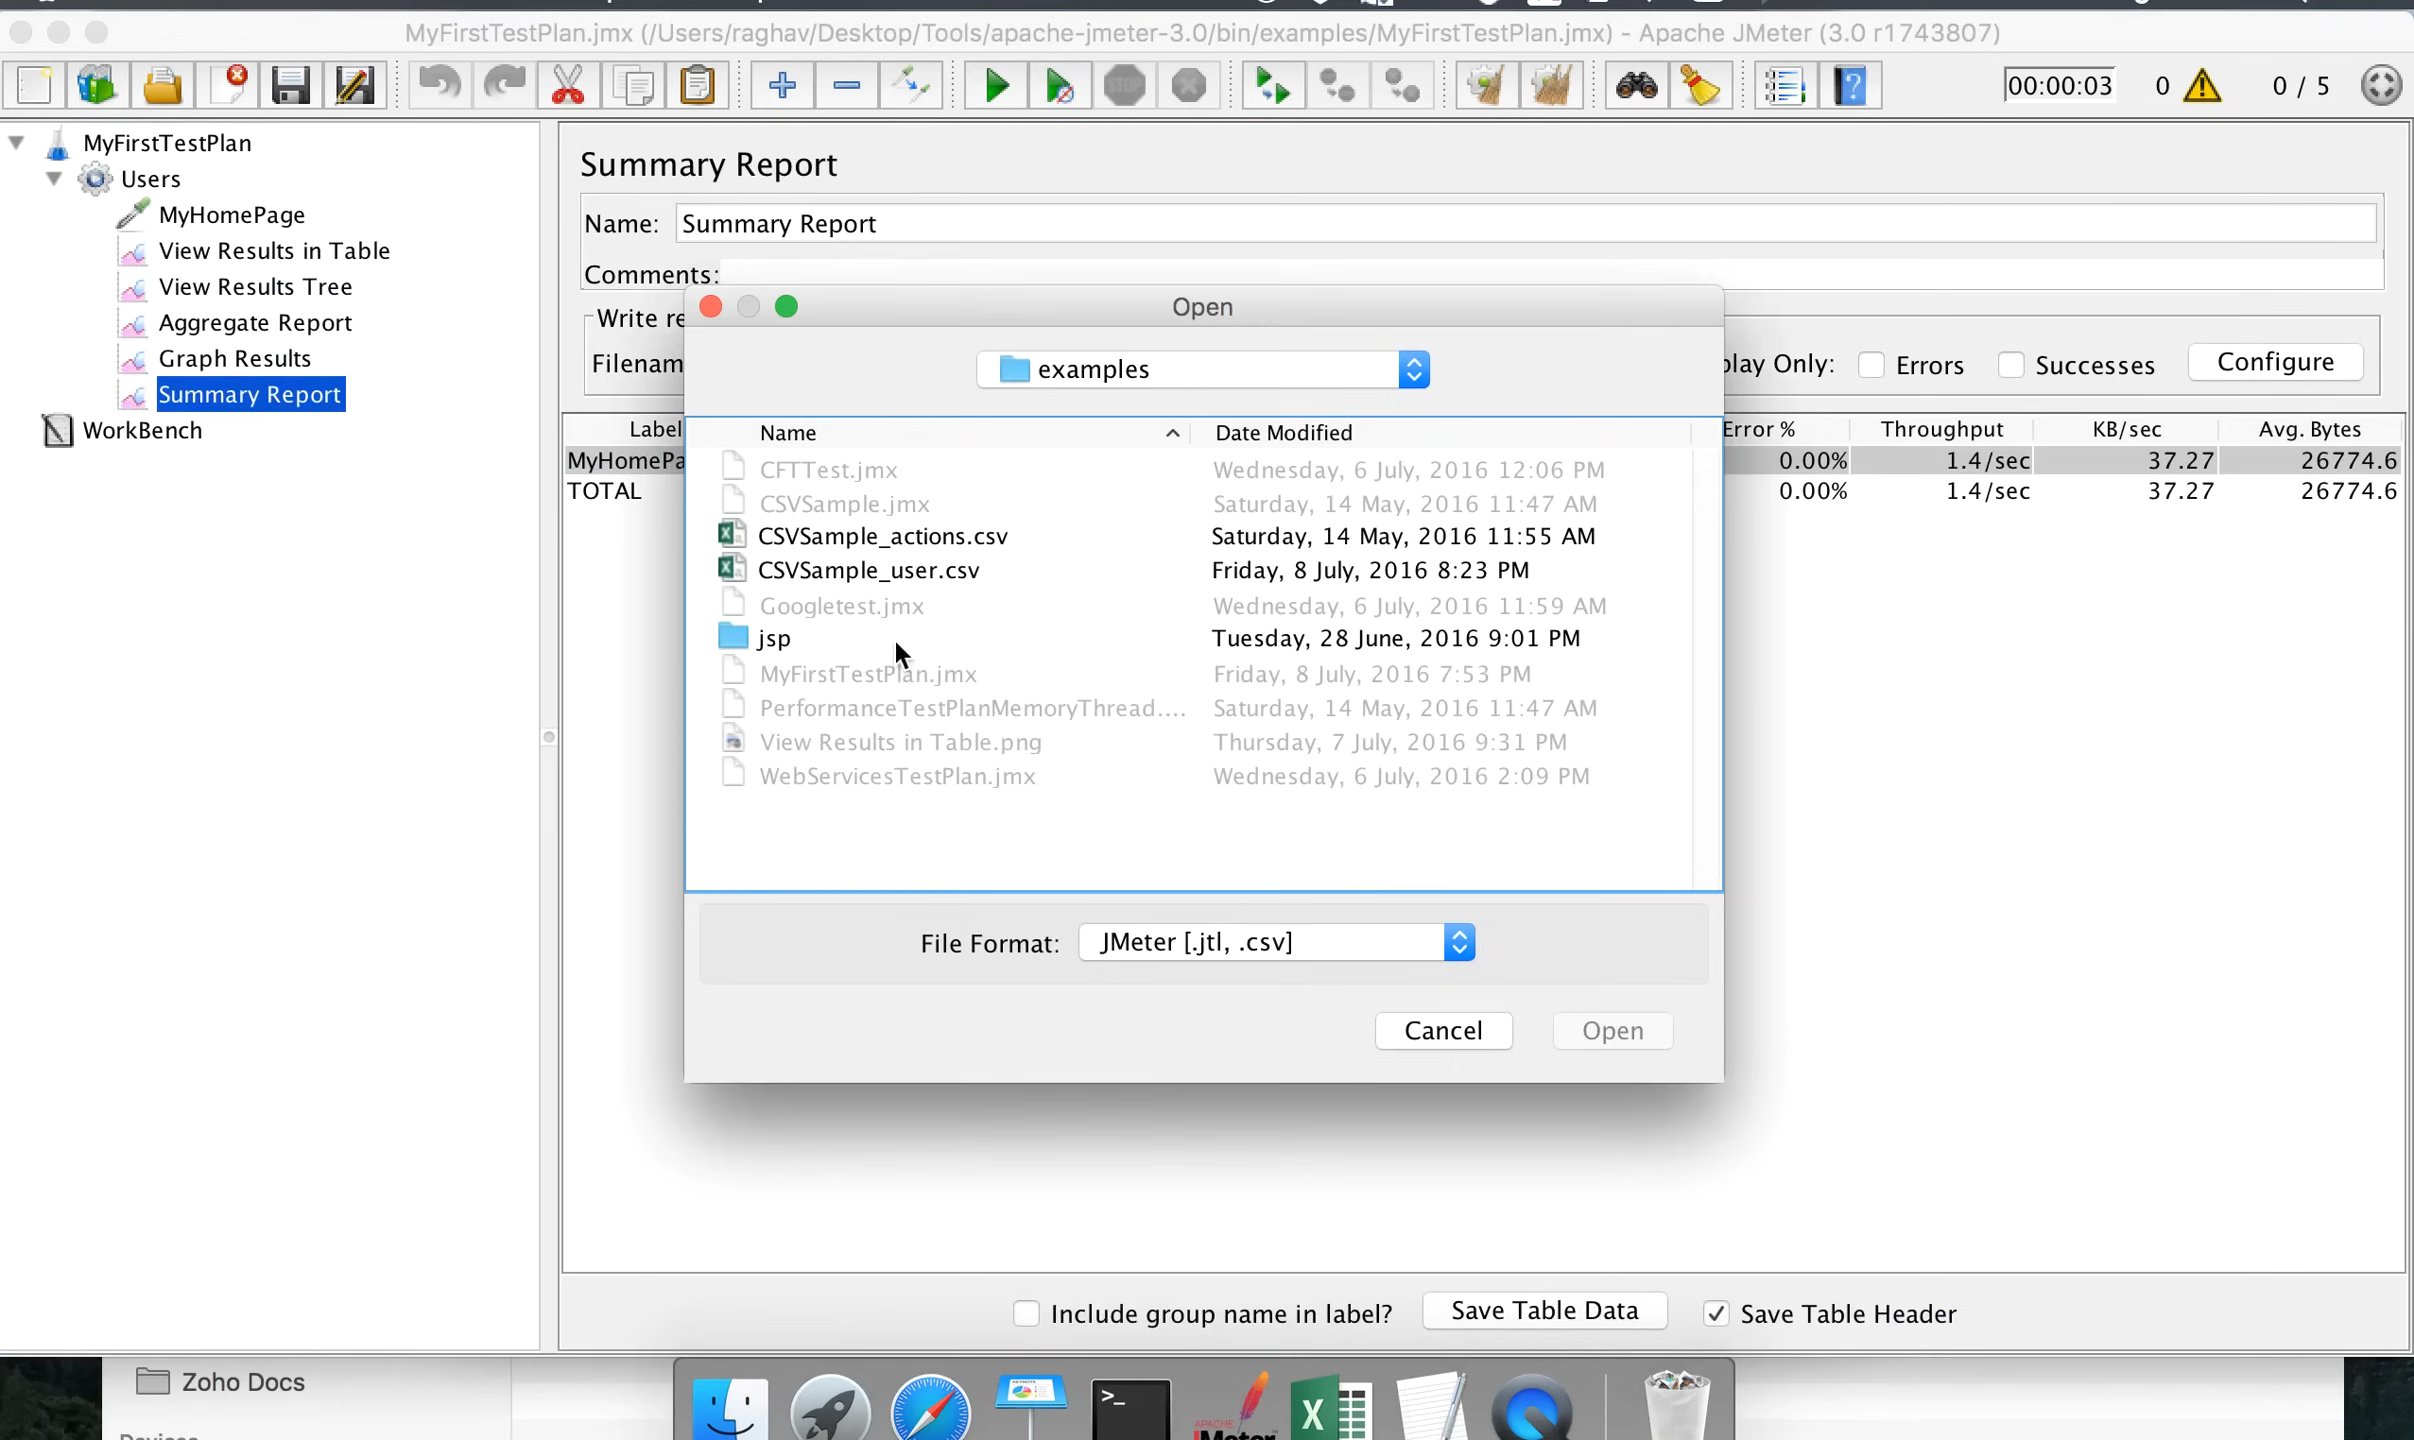 MyFirstTestPlan.jmx (/Users/raghav/Desktop/Tools/apache-jmeter-3.0/bin/examples/MyFirstTestPlan.jmx) - Apache JMeter (3.0 r1743807)
STOP
00:00:03 0 0 / 5
MyFirstTestPlan
Users
MyHomePage
View Results in Table
View Results Tree
Aggregate Report
Graph Results
Summary Report
WorkBench
Summary Report
Name: Summary Report
Comments:
Write re
Filenam
play Only: Errors Successes Configure
Label Error % Throughput KB/sec Avg. Bytes
MyHomePa 0.00% 1.4/sec 37.27 26774.6
TOTAL 0.00% 1.4/sec 37.27 26774.6
Open
examples
Name Date Modified
CFTTest.jmx Wednesday, 6 July, 2016 12:06 PM
CSVSample.jmx Saturday, 14 May, 2016 11:47 AM
CSVSample_actions.csv Saturday, 14 May, 2016 11:55 AM
CSVSample_user.csv Friday, 8 July, 2016 8:23 PM
Googletest.jmx Wednesday, 6 July, 2016 11:59 AM
jsp Tuesday, 28 June, 2016 9:01 PM
MyFirstTestPlan.jmx Friday, 8 July, 2016 7:53 PM
PerformanceTestPlanMemoryThread.... Saturday, 14 May, 2016 11:47 AM
View Results in Table.png Thursday, 7 July, 2016 9:31 PM
WebServicesTestPlan.jmx Wednesday, 6 July, 2016 2:09 PM
File Format: JMeter [.jtl, .csv]
Cancel Open
Include group name in label? Save Table Data Save Table Header
Zoho Docs
APACHE
JMeter